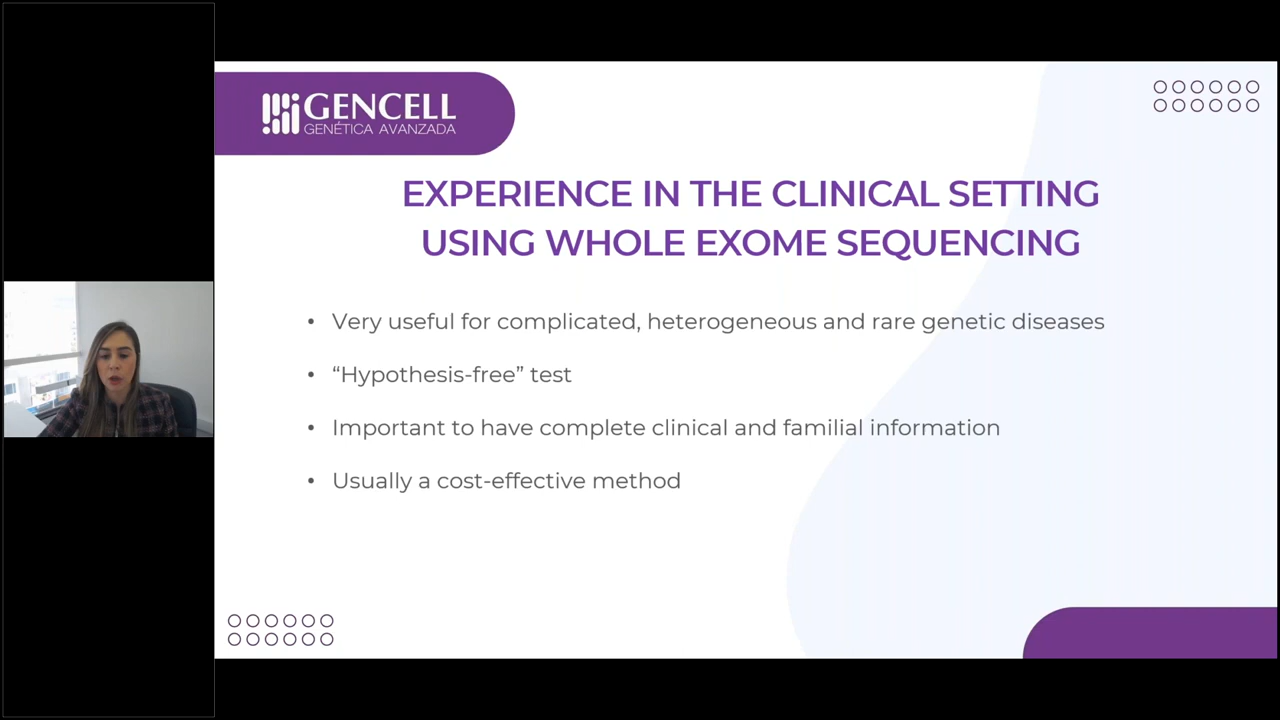 GENCELL
GENÉTICA AVANZADA
EXPERIENCE IN THE CLINICAL SETTING
USING WHOLE EXOME SEQUENCING
• Very useful for complicated, heterogeneous and rare genetic diseases
• “Hypothesis-free” test
• Important to have complete clinical and familial information
• Usually a cost-effective method